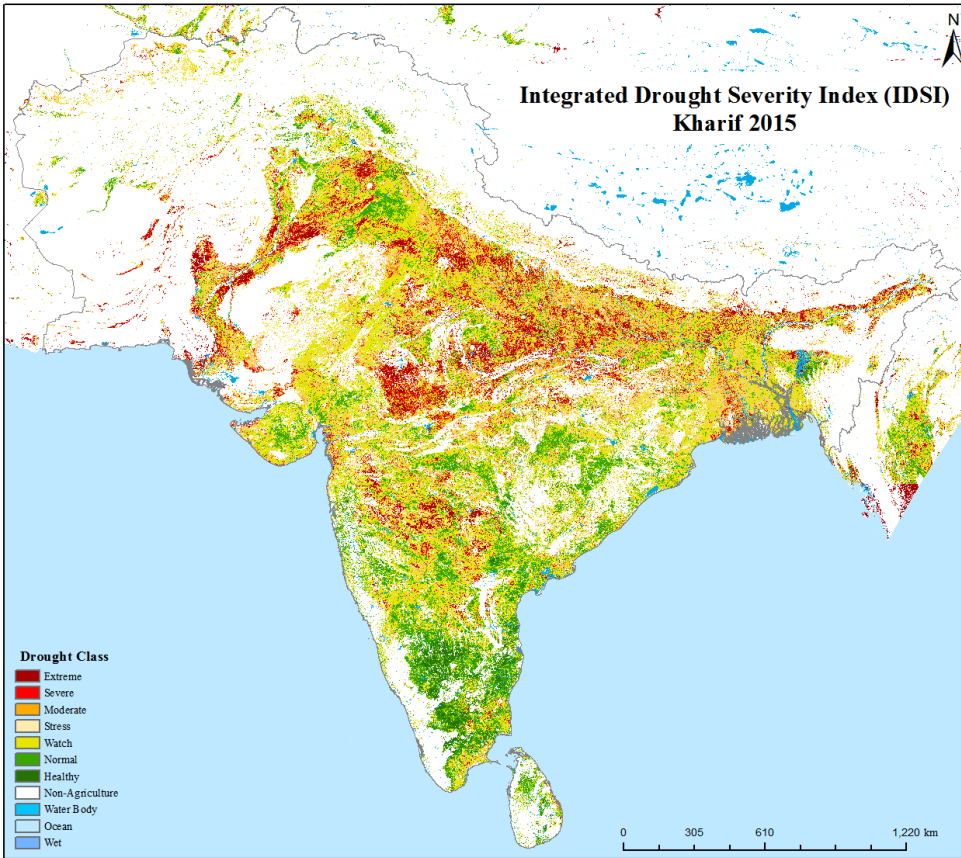 N
Integrated Drought Severity Index (IDSI)
Kharif 2015
Drought Class
Extreme
Severe
Moderate
Stress
Watch
Normal
Healthy
Non-Agriculture
Water Body
Ocean
Wet
0 305 610 1,220 km